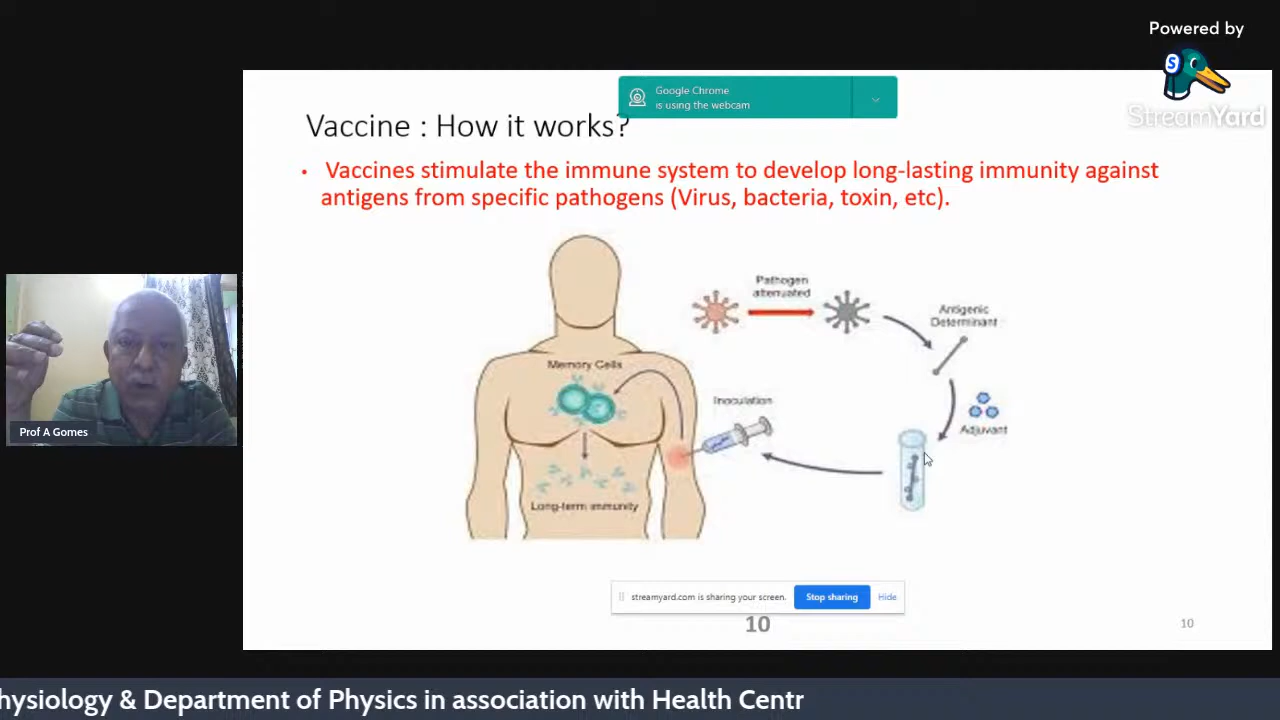 Powered by
StreamYard
Google Chrome
is using the webcam
Vaccine : How it works?
• Vaccines stimulate the immune system to develop long-lasting immunity against
antigens from specific pathogens (Virus, bacteria, toxin, etc).
Pathogen
attenuated
Antigenic
Determinant
Memory Cells
Inoculation
Adjuvant
Long-term immunity
Prof A Gomes
streamyard.com is sharing your screen.
Stop sharing
Hide
10
10
hysiology & Department of Physics in association with Health Centr